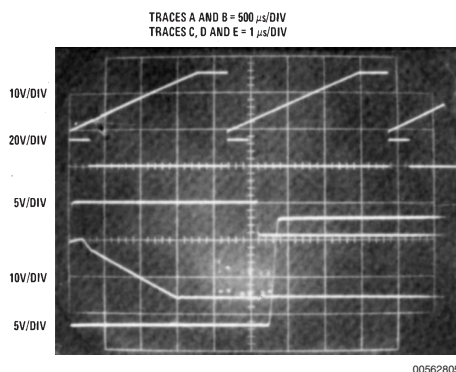 TRACES A AND B = 500 μs/DIV
TRACES C, D AND E = 1 μs/DIV
10V/DIV
20V/DIV
5V/DIV
10V/DIV
5V/DIV
00562805